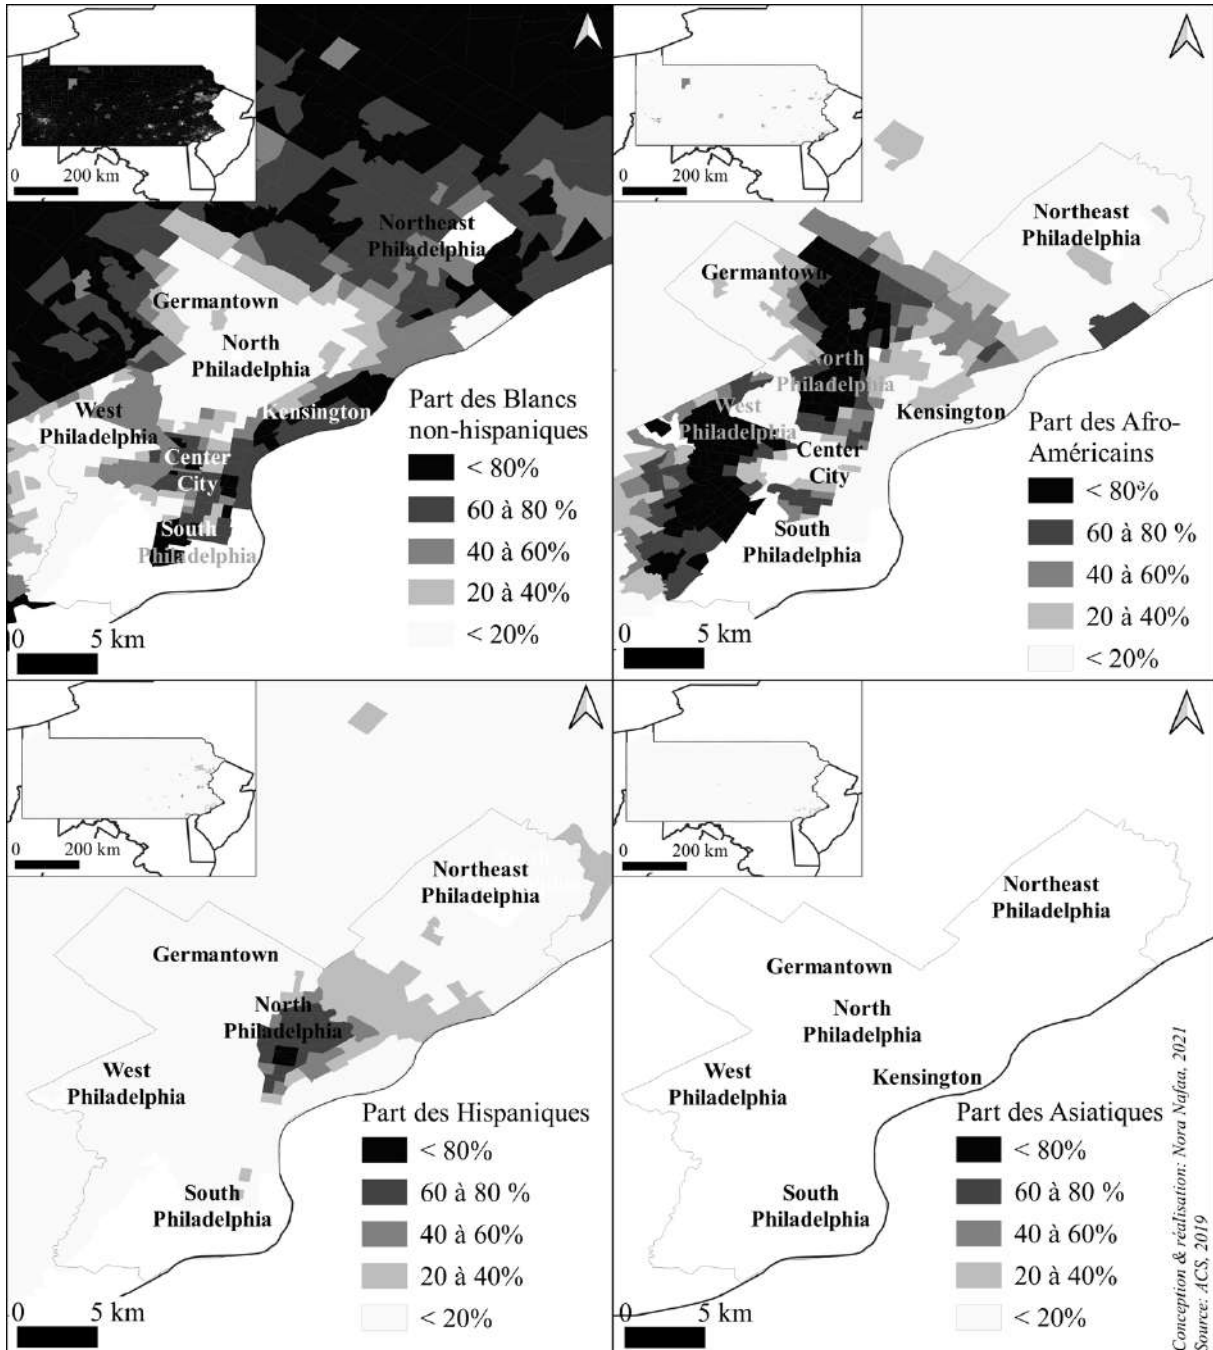 200 km
0
Northeast
Philadelphia
Germantown
North
Philadelphia
West
Philadelphia
Kensington
Center
City
South
Philadelphia
Part des Blancs
non-hispaniques
< 80%
60 à 80 %
40 à 60%
20 à 40%
< 20%
0 5 km
0 200 km
Northeast
Philadelphia
Germantown
North
Philadelphia
West
Philadelphia
Kensington
Center
City
South
Philadelphia
Part des Afro-
Américains
< 80%
60 à 80 %
40 à 60%
20 à 40%
< 20%
0 5 km
0 200 km
Northeast
Philadelphia
Germantown
North
Philadelphia
West
Philadelphia
South
Philadelphia
Part des Hispaniques
< 80%
60 à 80 %
40 à 60%
20 à 40%
< 20%
0 5 km
0 200 km
Northeast
Philadelphia
Germantown
North
Philadelphia
West
Philadelphia
Kensington
South
Philadelphia
Part des Asiatiques
< 80%
60 à 80 %
40 à 60%
20 à 40%
< 20%
0 5 km
Conception & réalisation: Nora Nafaa, 2021
Source: ACS, 2019